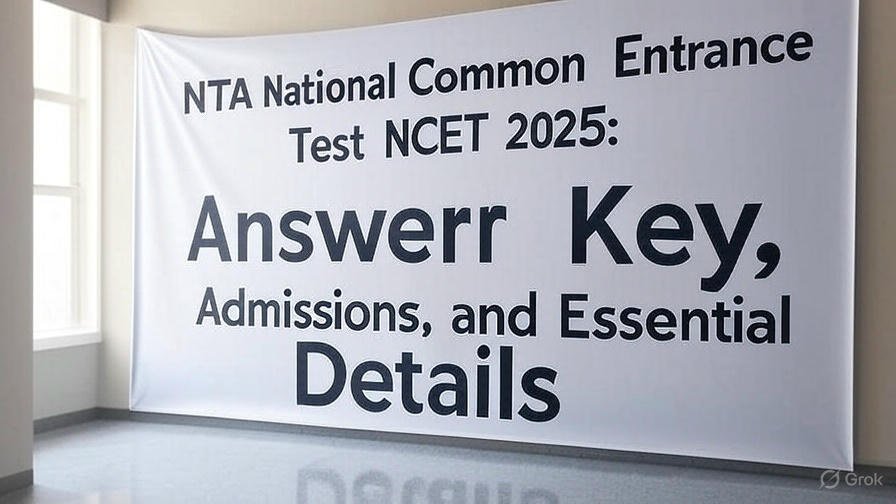 NTA National Common Entrance
Test NCET 2025:
Answerr Key,
Admissions, and Essential
Details
Grok